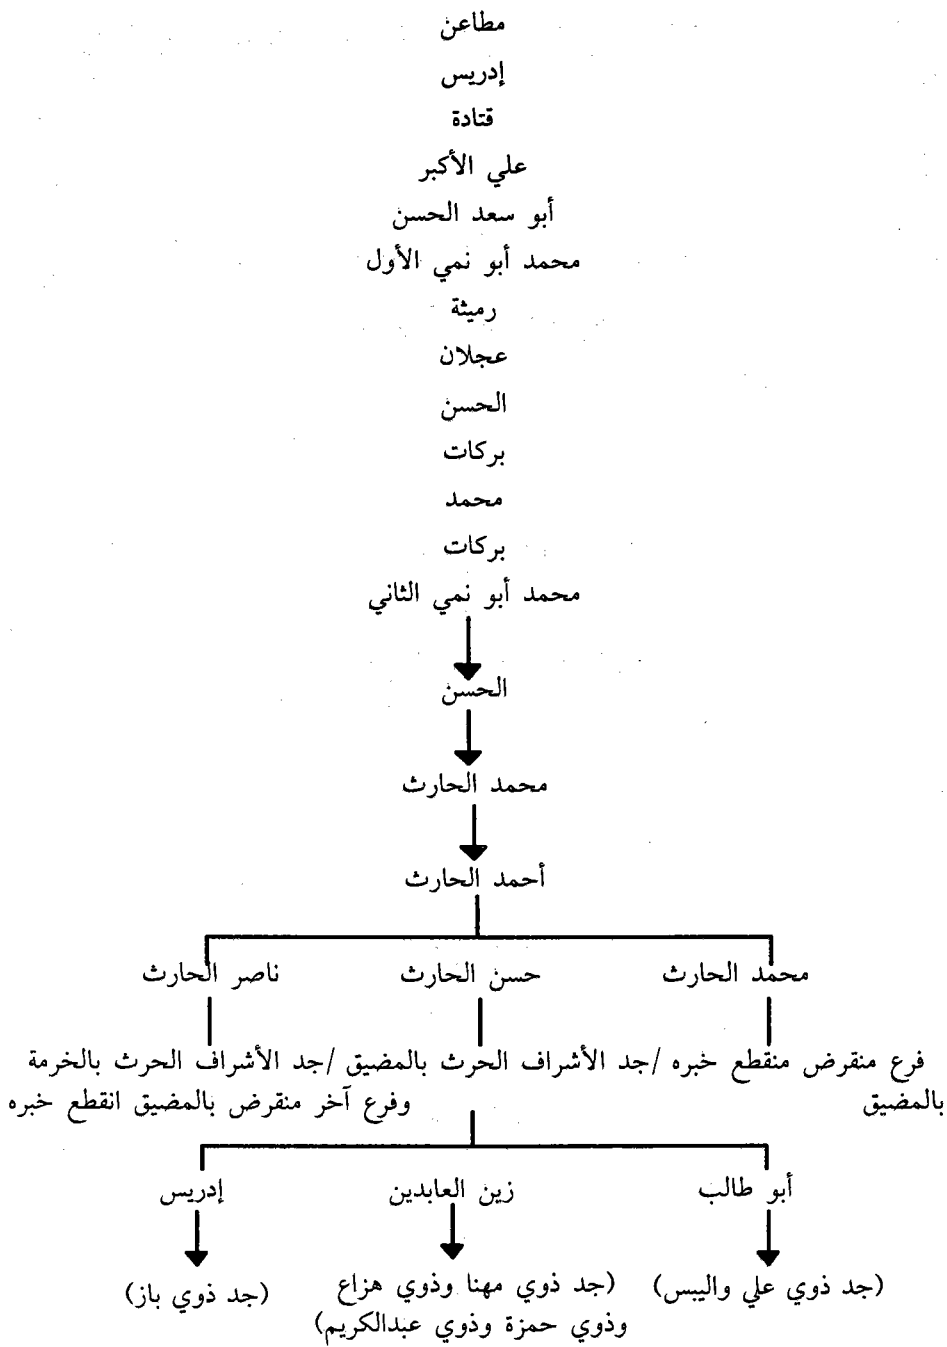 مطاعن
إدريس
قتادة
علي الأكبر
أبو سعد الحسن
محمد أبو نمي الأول
رميثة
عجلان
الحسن
بركات
محمد
بركات
محمد أبو نمي الثاني
الحسن
محمد الحارث
أحمد الحارث
محمد الحارث حسن الحارث ناصر الحارث
فرع منقرض منقطع خبره /جد الأشراف الحرث بالمضيق /جد الأشراف الحرث بالخرمة
بالمضيق وفرع آخر منقرض بالمضيق انقطع خبره
أبو طالب زين العابدين إدريس
(جد ذوي علي واليبس) (جد ذوي مهنا وذوي هزاع (جد ذوي باز)
وذوي حمزة وذوي عبدالكريم)